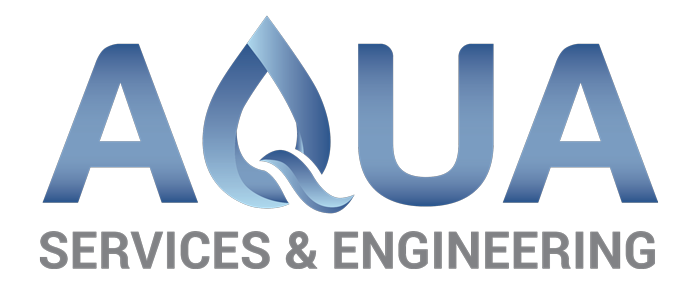 AQUA
SERVICES & ENGINEERING